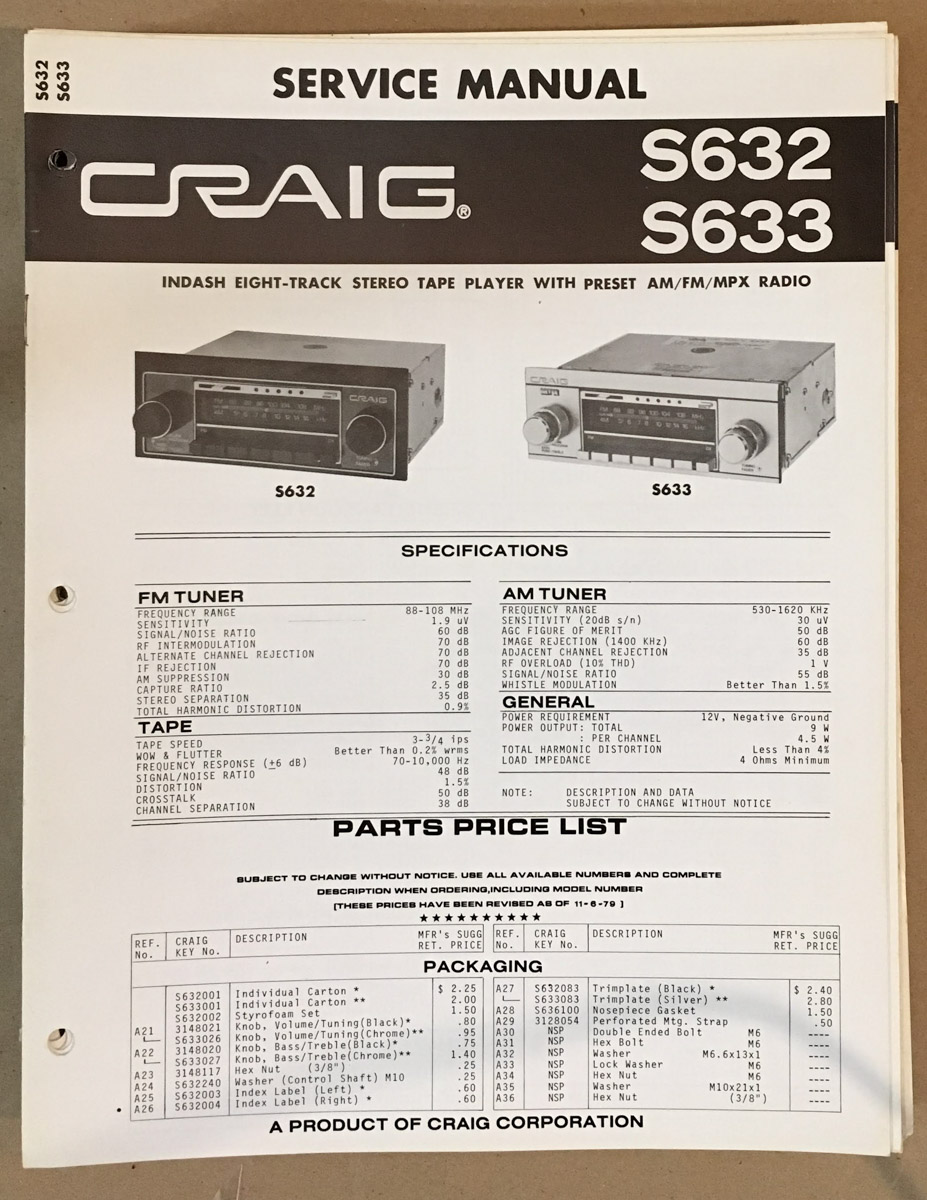 S632
S633
SERVICE MANUAL
CRAIG®
S632
S633
INDASH EIGHT-TRACK STEREO TAPE PLAYER WITH PRESET AM/FM/MPX RADIO
CRAIG
CRAIG
S632
S633
SPECIFICATIONS
FM TUNER
FREQUENCY RANGE 88-108 MHz
SENSITIVITY 1.9 uV
SIGNAL/NOISE RATIO 60 dB
RF INTERMODULATION 70 dB
ALTERNATE CHANNEL REJECTION 70 dB
IF REJECTION 70 dB
AM SUPPRESSION 30 dB
CAPTURE RATIO 2.5 dB
STEREO SEPARATION 35 dB
TOTAL HARMONIC DISTORTION 0.9%
TAPE
TAPE SPEED 3-3/4 ips
WOW & FLUTTER Better Than 0.2% wrms
FREQUENCY RESPONSE (±6 dB) 70-10,000 Hz
SIGNAL/NOISE RATIO 48 dB
DISTORTION 1.5%
CROSSTALK 50 dB
CHANNEL SEPARATION 38 dB
AM TUNER
FREQUENCY RANGE 530-1620 KHz
SENSITIVITY (20dB s/n) 30 uV
AGC FIGURE OF MERIT 50 dB
IMAGE REJECTION (1400 KHz) 60 dB
ADJACENT CHANNEL REJECTION 35 dB
RF OVERLOAD (10% THD) 1 V
SIGNAL/NOISE RATIO 55 dB
WHISTLE MODULATION Better Than 1.5%
GENERAL
POWER REQUIREMENT 12V, Negative Ground
POWER OUTPUT: TOTAL 9 W
: PER CHANNEL 4.5 W
TOTAL HARMONIC DISTORTION Less Than 4%
LOAD IMPEDANCE 4 Ohms Minimum
NOTE: DESCRIPTION AND DATA
SUBJECT TO CHANGE WITHOUT NOTICE
PARTS PRICE LIST
SUBJECT TO CHANGE WITHOUT NOTICE. USE ALL AVAILABLE NUMBERS AND COMPLETE
DESCRIPTION WHEN ORDERING,INCLUDING MODEL NUMBER
[THESE PRICES HAVE BEEN REVISED AS OF 11-6-79 ]
★★★★★★★★★★
REF. No. CRAIG KEY No. DESCRIPTION MFR's SUGG RET. PRICE
REF. No. CRAIG KEY No. DESCRIPTION MFR's SUGG RET. PRICE
PACKAGING
S632001 Individual Carton * $ 2.25
S633001 Individual Carton ** 2.00
S632002 Styrofoam Set 1.50
A21 3148021 Knob, Volume/Tuning(Black)* .80
S633026 Knob, Volume/Tuning(Chrome)** .95
A22 3148020 Knob, Bass/Treble(Black)* .75
S633027 Knob, Bass/Treble(Chrome)** 1.40
A23 3148117 Hex Nut (3/8") .25
A24 S632240 Washer (Control Shaft) M10 .25
A25 S632003 Index Label (Left) * .60
A26 S632004 Index Label (Right) * .60
A27 S632083 Trimplate (Black) * $ 2.40
S633083 Trimplate (Silver) ** 2.80
A28 S636100 Nosepiece Gasket 1.50
A29 3128054 Perforated Mtg. Strap .50
A30 NSP Double Ended Bolt M6 ----
A31 NSP Hex Bolt M6 ----
A32 NSP Washer M6.6x13x1 ----
A33 NSP Lock Washer M6 ----
A34 NSP Hex Nut M6 ----
A35 NSP Washer M10x21x1 ----
A36 NSP Hex Nut (3/8") ----
A PRODUCT OF CRAIG CORPORATION